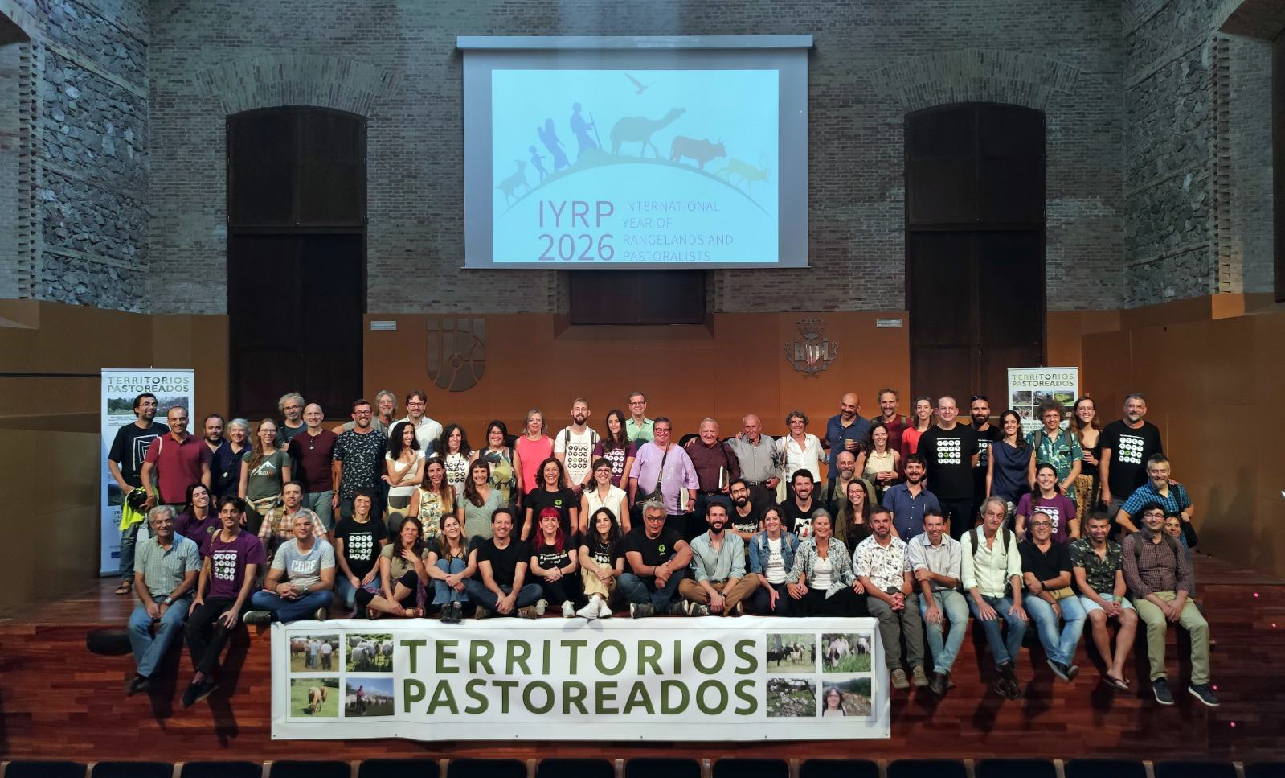 IYRP
2026
INTERNATIONAL
YEAR OF
RANGELANDS AND
PASTORALISTS
TERRITORIOS
PASTOREADOS
TERRITORIOS
PASTOREADOS
TERRITORIOS
PASTOREADOS